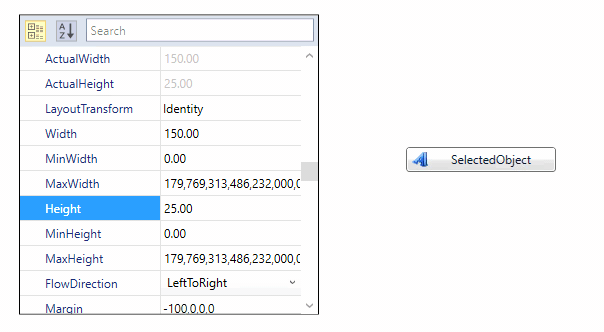 Search
ActualWidth 150.00
ActualHeight 25.00
LayoutTransform Identity
Width 150.00
MinWidth 0.00
MaxWidth 179,769,313,486,232,000,0
Height 25.00
MinHeight 0.00
MaxHeight 179,769,313,486,232,000,0
FlowDirection LeftToRight
Margin -100,0,0,0
SelectedObject